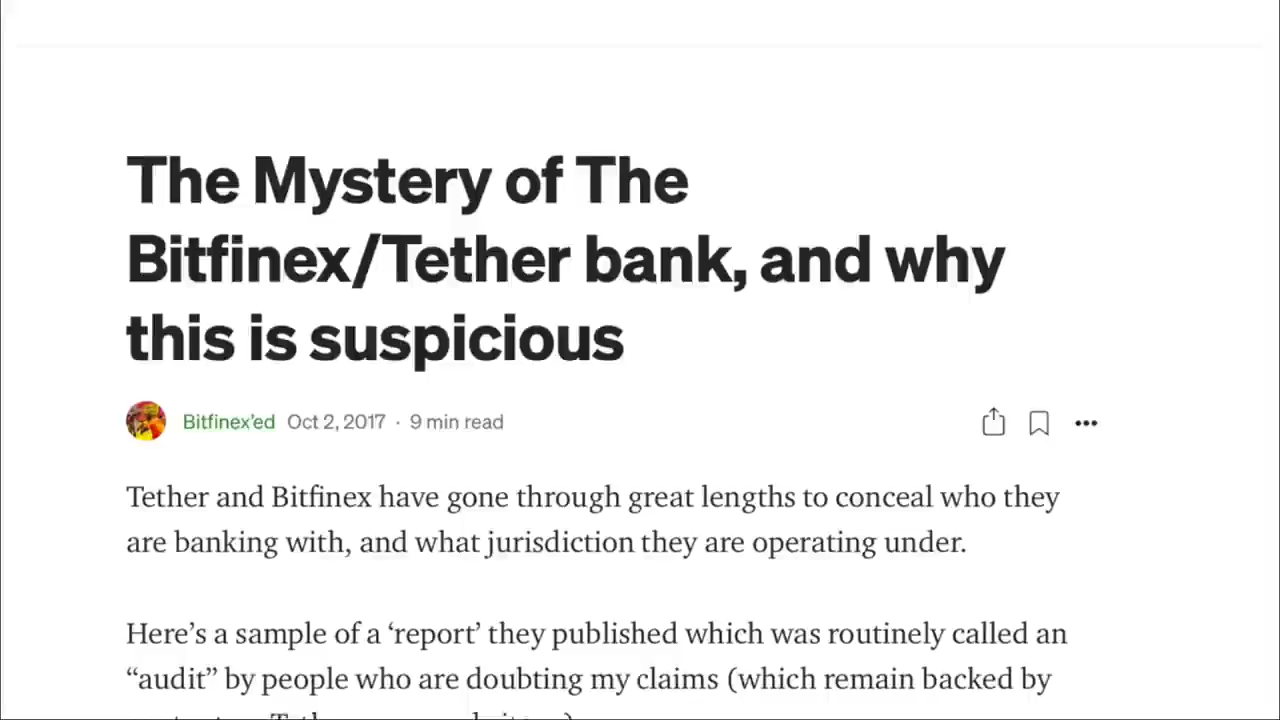 The Mystery of The
Bitfinex/Tether bank, and why
this is suspicious
Bitfinex’ed Oct 2, 2017 · 9 min read
Tether and Bitfinex have gone through great lengths to conceal who they
are banking with, and what jurisdiction they are operating under.
Here’s a sample of a ‘report’ they published which was routinely called an
“audit” by people who are doubting my claims (which remain backed by